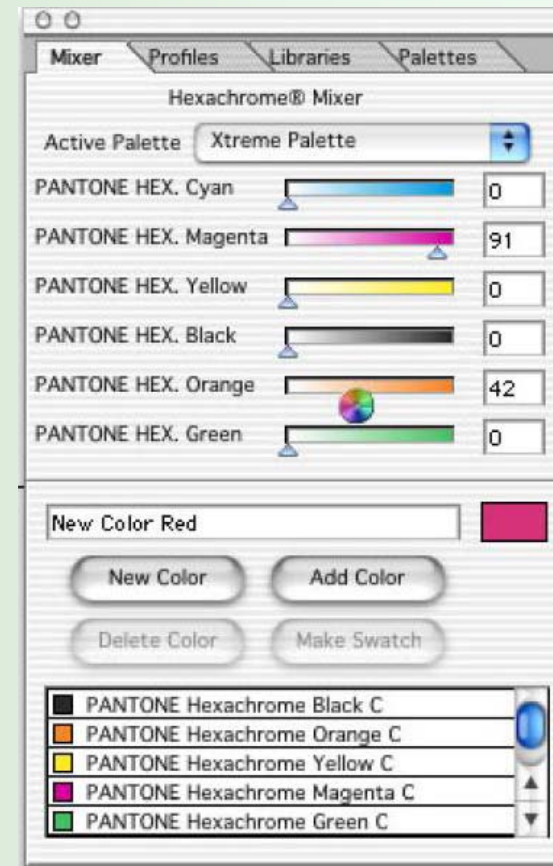 Mixer Profiles Libraries Palettes
Hexachrome® Mixer
Active Palette Xtreme Palette
PANTONE HEX. Cyan 0
PANTONE HEX. Magenta 91
PANTONE HEX. Yellow 0
PANTONE HEX. Black 0
PANTONE HEX. Orange 42
PANTONE HEX. Green 0
New Color Red
New Color Add Color
Delete Color Make Swatch
PANTONE Hexachrome Black C
PANTONE Hexachrome Orange C
PANTONE Hexachrome Yellow C
PANTONE Hexachrome Magenta C
PANTONE Hexachrome Green C